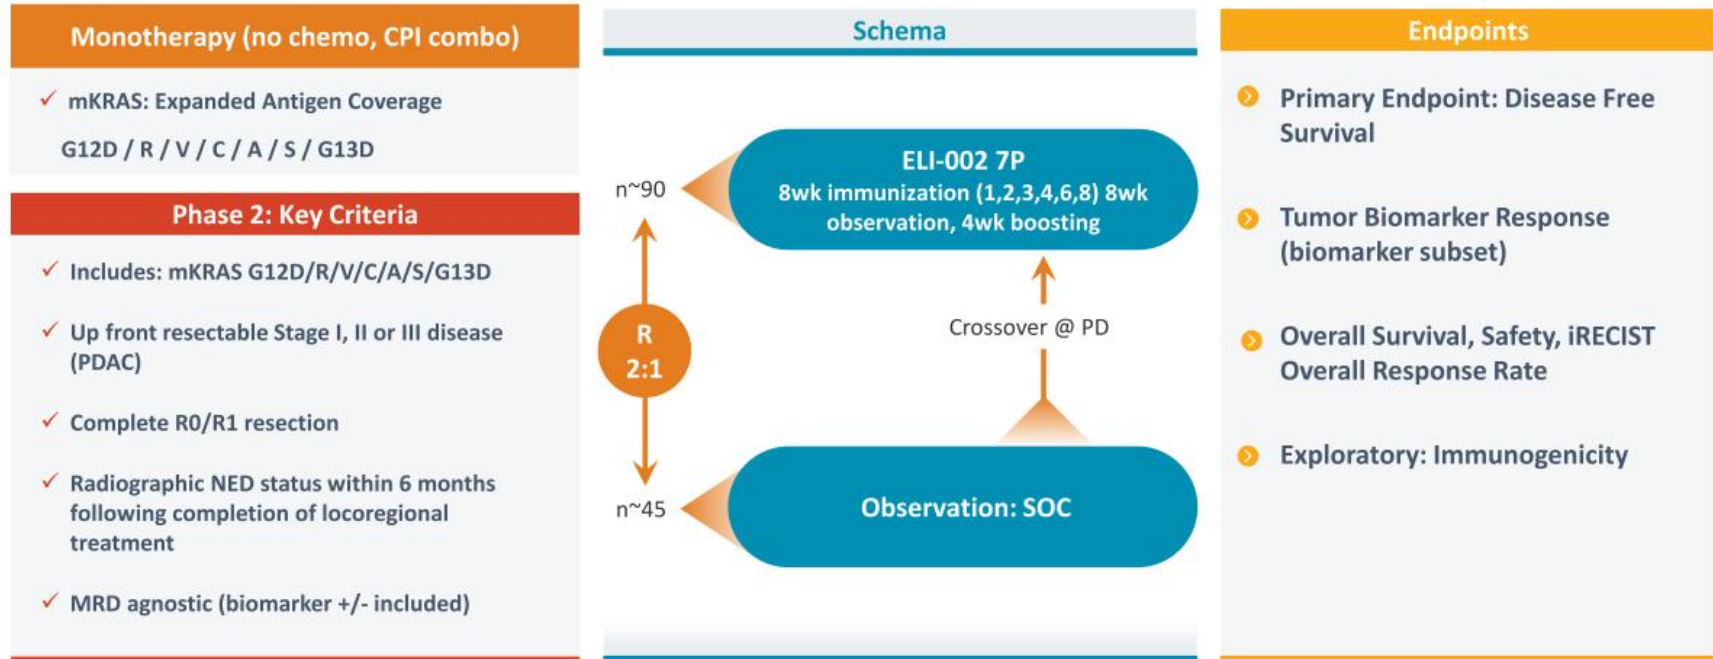 Monotherapy (no chemo, CPI combo)
mKRAS: Expanded Antigen Coverage
G12D / R / V / C / A / S / G13D
Phase 2: Key Criteria
Includes: mKRAS G12D/R/V/C/A/S/G13D
Up front resectable Stage I, II or III disease
(PDAC)
Complete R0/R1 resection
Radiographic NED status within 6 months
following completion of locoregional
treatment
MRD agnostic (biomarker +/- included)
Schema
n~90
ELI-002 7P
8wk immunization (1,2,3,4,6,8) 8wk
observation, 4wk boosting
R
2:1
Crossover @ PD
n~45
Observation: SOC
Endpoints
Primary Endpoint: Disease Free
Survival
Tumor Biomarker Response
(biomarker subset)
Overall Survival, Safety, iRECIST
Overall Response Rate
Exploratory: Immunogenicity